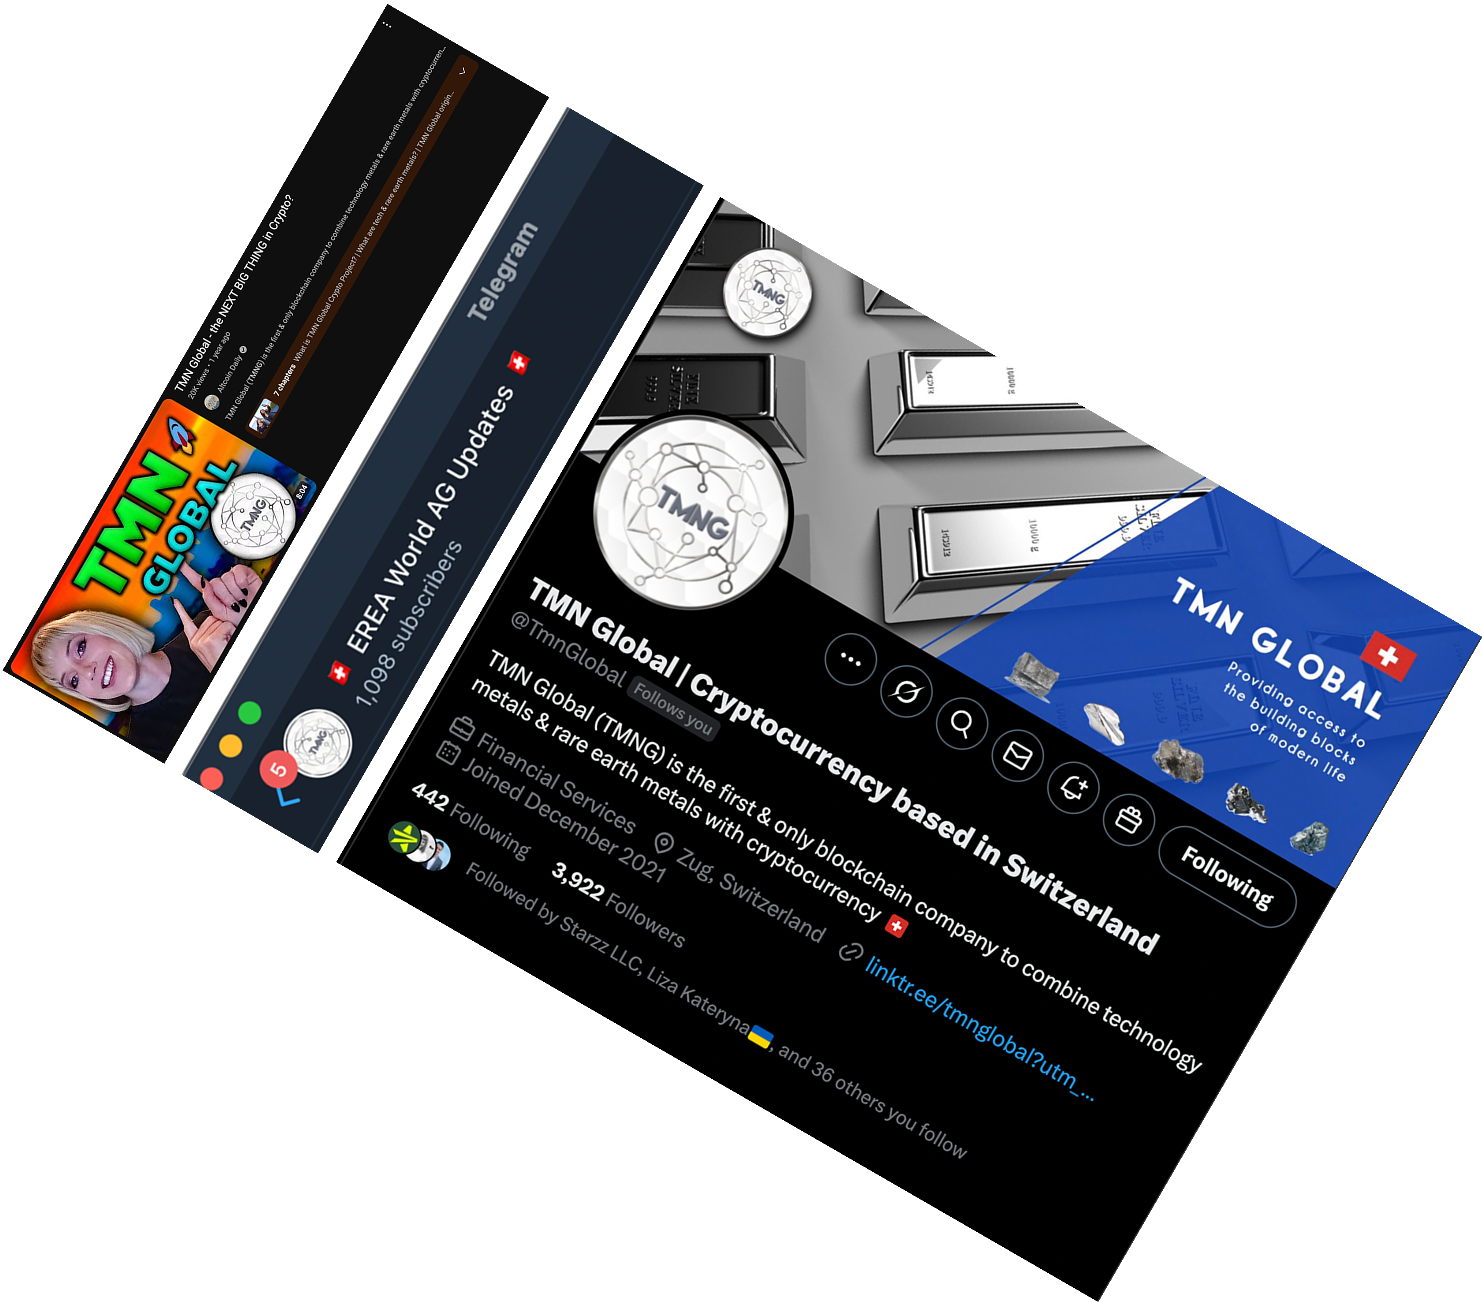 TMN
GLOBAL
TMNG
8:04
TMN Global - the NEXT BIG THING in Crypto?
20K views • 1 year ago
Altcoin Daily
TMN Global (TMNG) is the first & only blockchain company to combine technology metals & rare earth metals with cryptocurren...
7 chapters What is TMN Global Crypto Project? | What are tech & rare earth metals? | TMN Global origin...
Telegram
5
TMNG
🇨🇭 EREA World AG Updates 🇨🇭
1,098 subscribers
TMNG
TMN GLOBAL
Providing access to
the building blocks
of modern life
TMNG
Following
TMN Global | Cryptocurrency based in Switzerland
@TmnGlobal Follows you
TMN Global (TMNG) is the first & only blockchain company to combine technology
metals & rare earth metals with cryptocurrency 🇨🇭
Financial Services Zug, Switzerland linktr.ee/tmnglobal?utm_...
Joined December 2021
442 Following 3,922 Followers
Followed by Starzz LLC, Liza Kateryna🇺🇦, and 36 others you follow